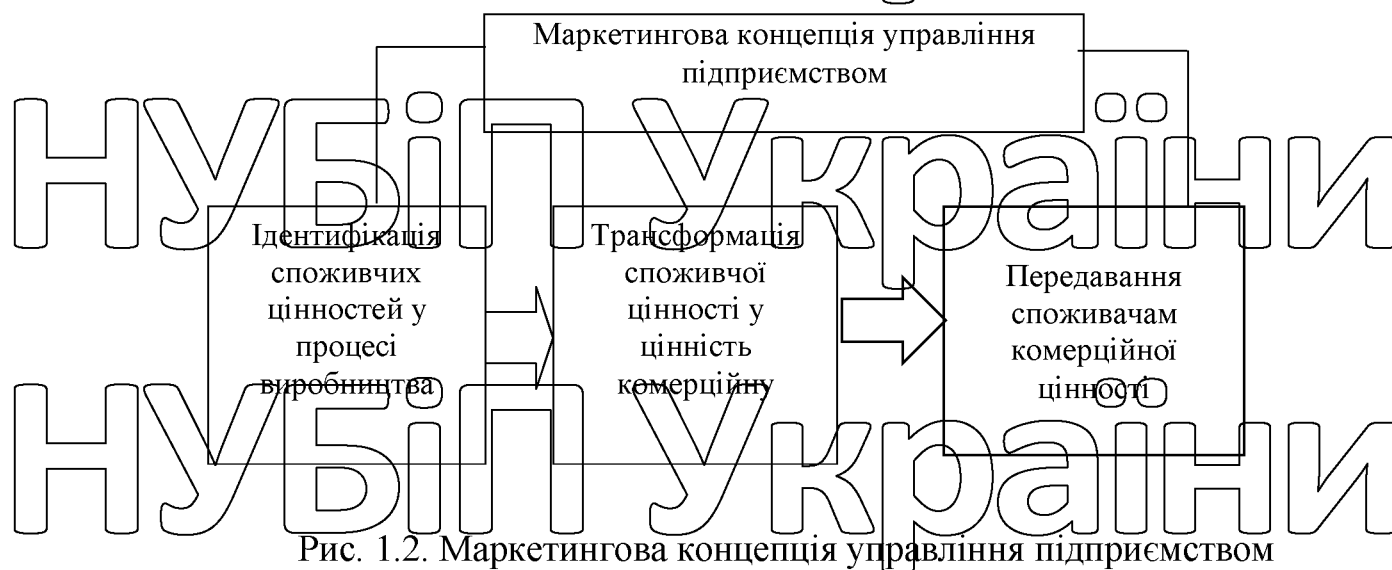 Маркетингова концепція управління
підприємством
НУБіП України
Ідентифікація
споживчих
цінностей у
процесі
виробництва
Трансформація
споживчої
цінності у
цінність
комерційну
Передавання
споживачам
комерційної
цінності
НУБіП України
Рис. 1.2. Маркетингова концепція управління підприємством